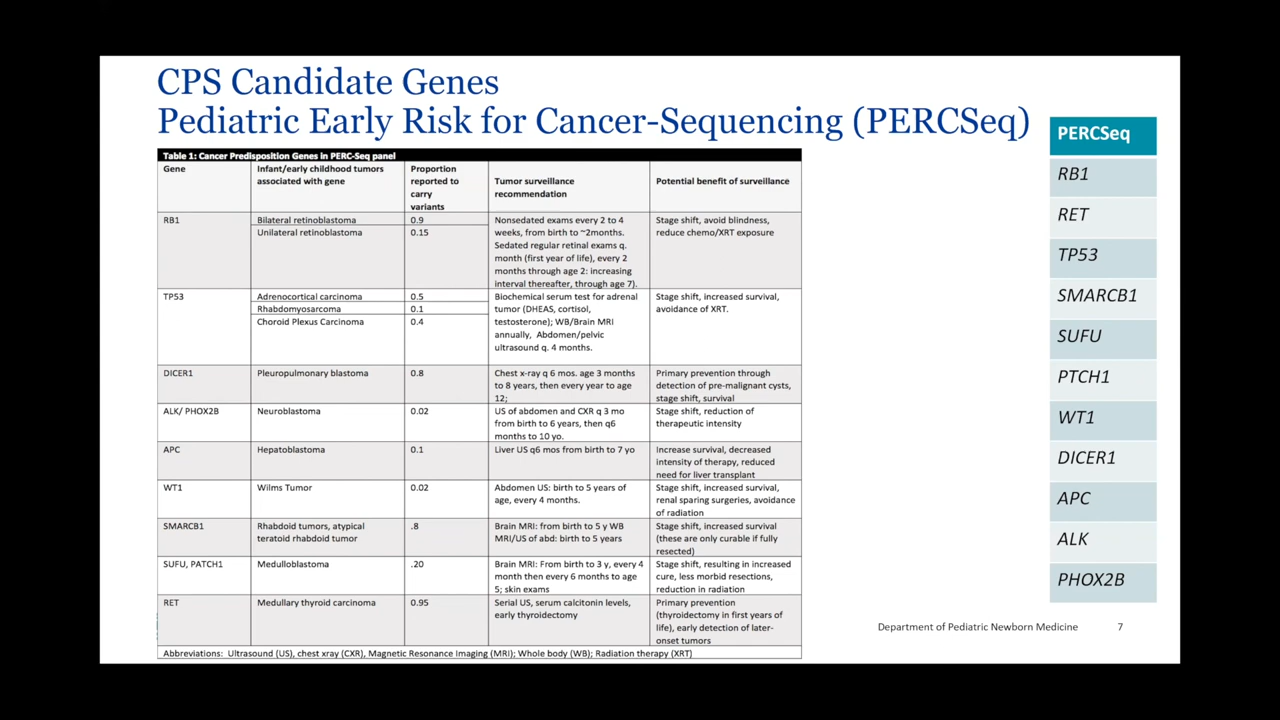 CPS Candidate Genes
Pediatric Early Risk for Cancer-Sequencing (PERCSeq)
Table 1: Cancer Predisposition Genes in PERC-Seq panel
Gene
Infant/early childhood tumors
associated with gene
Proportion
reported to
carry
variants
Tumor surveillance
recommendation
Potential benefit of surveillance
RB1
Bilateral retinoblastoma
0.9
Unilateral retinoblastoma
0.15
Nonsedated exams every 2 to 4
weeks, from birth to ~2months.
Sedated regular retinal exams q.
month (first year of life), every 2
months through age 2: increasing
interval thereafter, through age 7).
Stage shift, avoid blindness,
reduce chemo/XRT exposure
TP53
Adrenocortical carcinoma
0.5
Rhabdomyosarcoma
0.1
Choroid Plexus Carcinoma
0.4
Biochemical serum test for adrenal
tumor (DHEAS, cortisol,
testosterone); WB/Brain MRI
annually, Abdomen/pelvic
ultrasound q. 4 months.
Stage shift, increased survival,
avoidance of XRT.
DICER1
Pleuropulmonary blastoma
0.8
Chest x-ray q 6 mos. age 3 months
to 8 years, then every year to age
12;
Primary prevention through
detection of pre-malignant cysts,
stage shift, survival
ALK/ PHOX2B
Neuroblastoma
0.02
US of abdomen and CXR q 3 mo
from birth to 6 years, then q6
months to 10 yo.
Stage shift, reduction of
therapeutic intensity
APC
Hepatoblastoma
0.1
Liver US q6 mos from birth to 7 yo
Increase survival, decreased
intensity of therapy, reduced
need for liver transplant
WT1
Wilms Tumor
0.02
Abdomen US: birth to 5 years of
age, every 4 months.
Stage shift, increased survival,
renal sparing surgeries, avoidance
of radiation
SMARCB1
Rhabdoid tumors, atypical
teratoid rhabdoid tumor
.8
Brain MRI: from birth to 5 y WB
MRI/US of abd: birth to 5 years
Stage shift, increased survival
(these are only curable if fully
resected)
SUFU, PATCH1
Medulloblastoma
.20
Brain MRI: From birth to 3 y, every 4
month then every 6 months to age
5; skin exams
Stage shift, resulting in increased
cure, less morbid resections,
reduction in radiation
RET
Medullary thyroid carcinoma
0.95
Serial US, serum calcitonin levels,
early thyroidectomy
Primary prevention
(thyroidectomy in first years of
life), early detection of later-
onset tumors
Abbreviations: Ultrasound (US), chest xray (CXR), Magnetic Resonance Imaging (MRI); Whole body (WB); Radiation therapy (XRT)
PERCSeq
RB1
RET
TP53
SMARCB1
SUFU
PTCH1
WT1
DICER1
APC
ALK
PHOX2B
Department of Pediatric Newborn Medicine
7